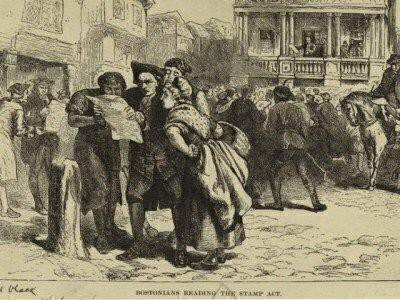 BOSTONIANS READING THE STAMP ACT.